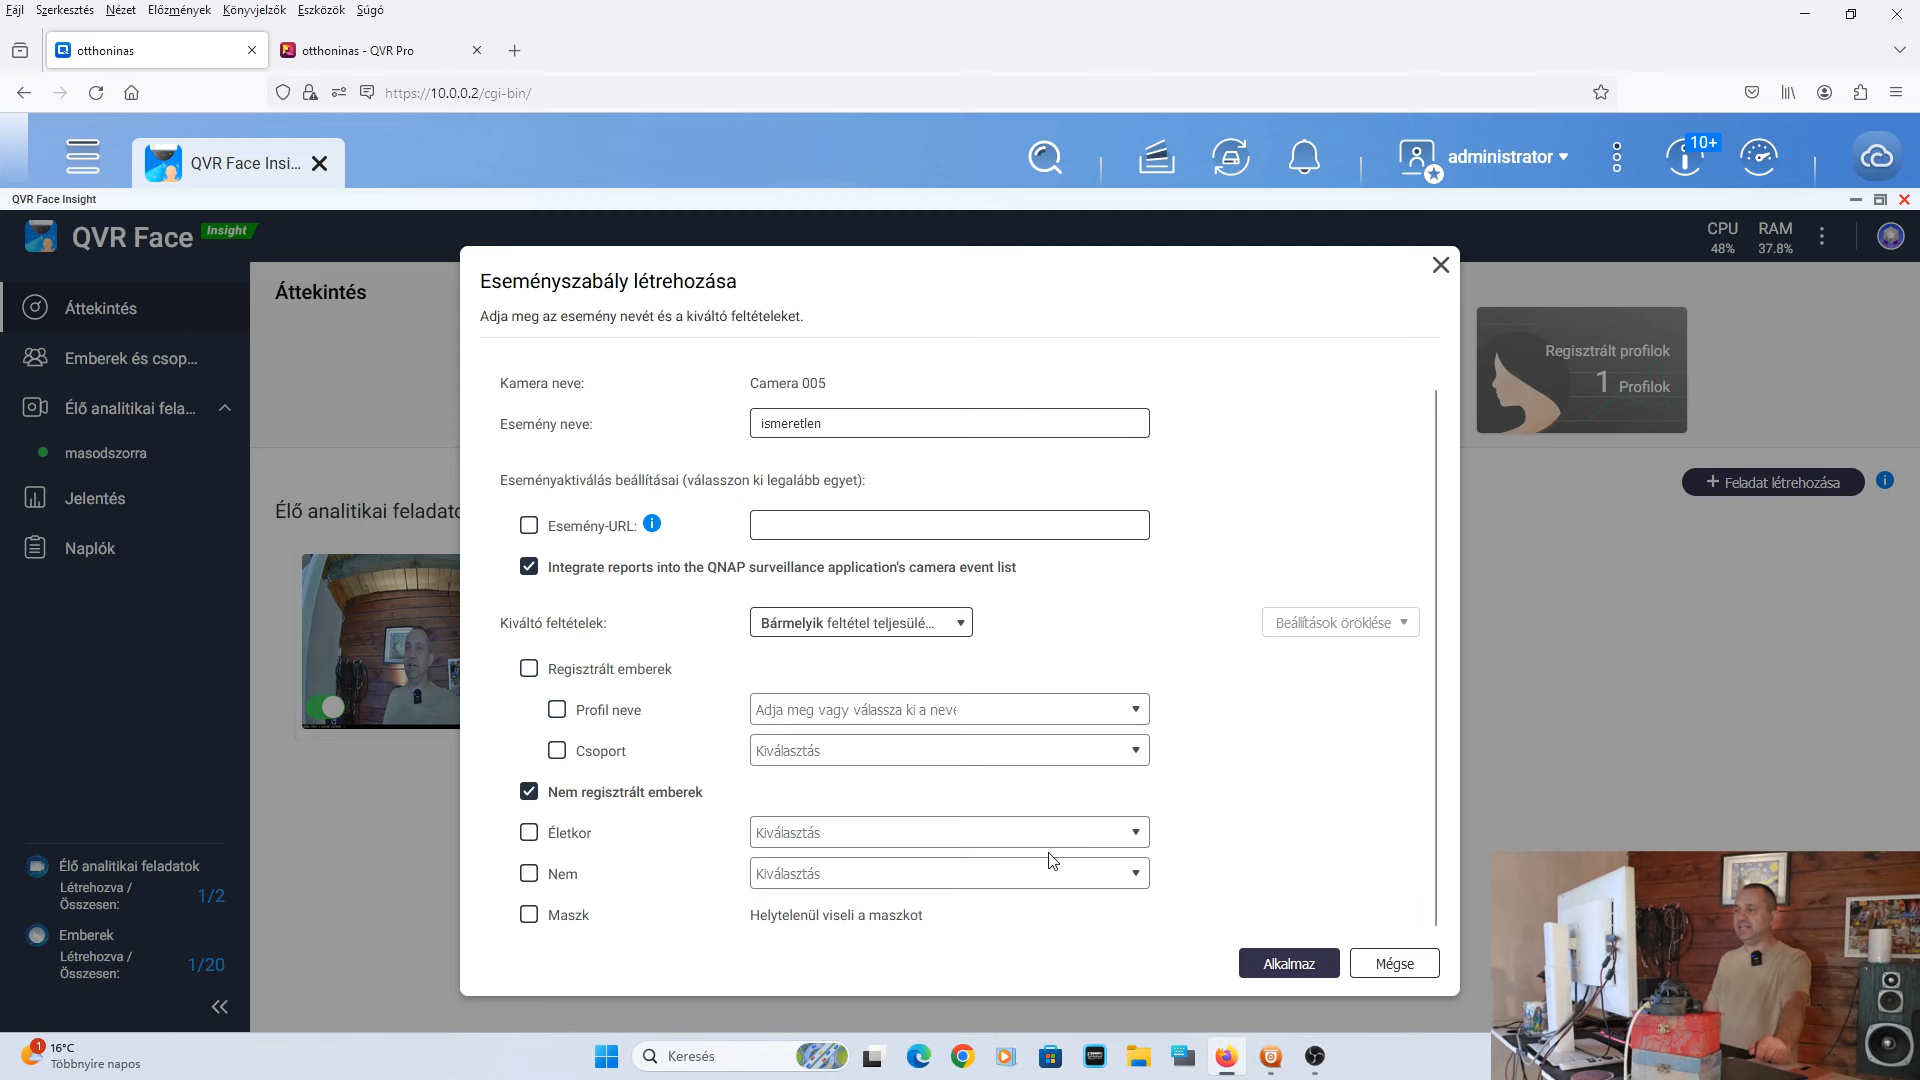 Fájl Szerkesztés Nézet Előzmények Könyvjelzők Eszközök Súgó
otthoninas
otthoninas - QVR Pro
https://10.0.0.2/cgi-bin/
QVR Face Insi...
administrator
10+
QVR Face Insight
QVR Face Insight
CPU
48%
RAM
37.8%
Áttekintés
Emberek és csop...
Élő analitikai fela...
masodszorra
Jelentés
Naplók
Élő analitikai feladatok
Létrehozva /
Összesen:
1/2
Emberek
Létrehozva /
Összesen:
1/20
Áttekintés
Élő analitikai feladato
Regisztrált profilok
1 Profilok
+ Feladat létrehozása
Eseményszabály létrehozása
Adja meg az esemény nevét és a kiváltó feltételeket.
Kamera neve:
Camera 005
Esemény neve:
ismeretlen
Eseményaktiválás beállításai (válasszon ki legalább egyet):
Esemény-URL:
Integrate reports into the QNAP surveillance application's camera event list
Kiváltó feltételek:
Bármelyik feltétel teljesülé...
Beállítások öröklése
Regisztrált emberek
Profil neve
Adja meg vagy válassza ki a neve
Csoport
Kiválasztás
Nem regisztrált emberek
Életkor
Kiválasztás
Nem
Kiválasztás
Maszk
Helytelenül viseli a maszkot
Alkalmaz
Mégse
1
16°C
Többnyire napos
Keresés